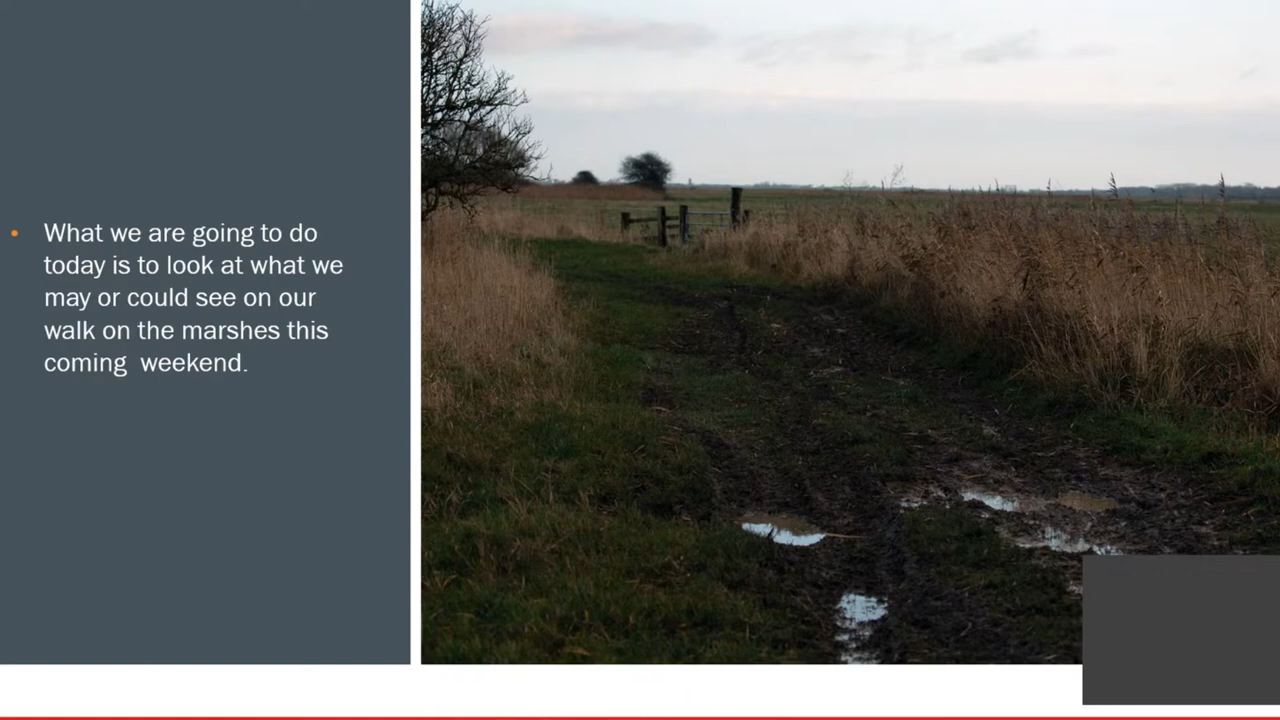 • What we are going to do
today is to look at what we
may or could see on our
walk on the marshes this
coming  weekend.